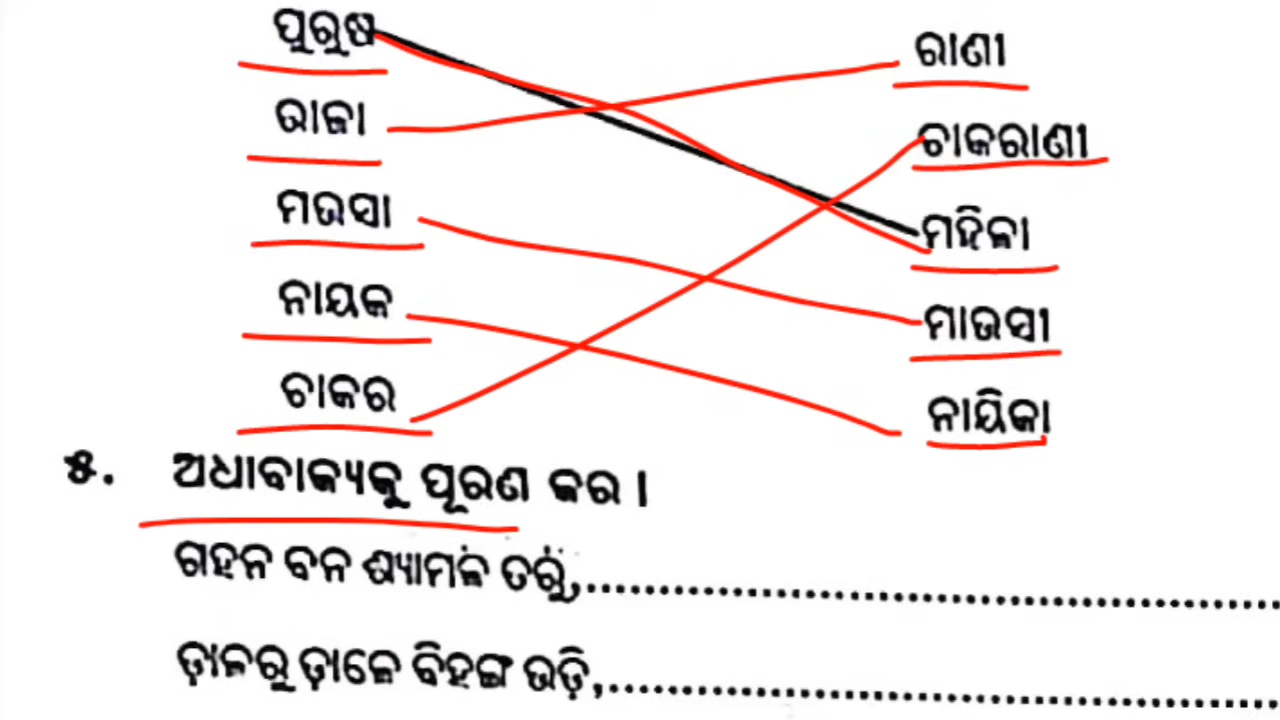 ପୁରୁଷ ରାଣୀ
ରାଜା ଚାକରାଣୀ
ମଉସା ମହିଳା
ନାୟକ ମାଉସୀ
ଚାକର ନାୟିକା
୫. ଅଧାବାକ୍ୟକୁ ପୂରଣ କର ।
ଗହନ ବନ ଶ୍ୟାମଳ ତରୁ,..............................
ଡ଼ାଳରୁ ଡ଼ାଳେ ବିହଙ୍ଗ ଉଡ଼ି,..............................